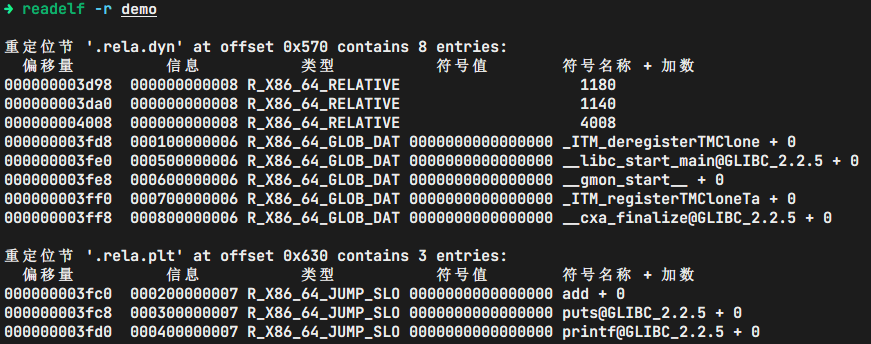 ➜ readelf -r demo
重定位节 '.rela.dyn' at offset 0x570 contains 8 entries:
偏移量 信息 类型 符号值 符号名称 + 加数
000000003d98 000000000008 R_X86_64_RELATIVE 1180
000000003da0 000000000008 R_X86_64_RELATIVE 1140
000000004008 000000000008 R_X86_64_RELATIVE 4008
000000003fd8 000100000006 R_X86_64_GLOB_DAT 0000000000000000 _ITM_deregisterTMClone + 0
000000003fe0 000500000006 R_X86_64_GLOB_DAT 0000000000000000 __libc_start_main@GLIBC_2.2.5 + 0
000000003fe8 000600000006 R_X86_64_GLOB_DAT 0000000000000000 __gmon_start__ + 0
000000003ff0 000700000006 R_X86_64_GLOB_DAT 0000000000000000 _ITM_registerTMCloneTa + 0
000000003ff8 000800000006 R_X86_64_GLOB_DAT 0000000000000000 __cxa_finalize@GLIBC_2.2.5 + 0
重定位节 '.rela.plt' at offset 0x630 contains 3 entries:
偏移量 信息 类型 符号值 符号名称 + 加数
000000003fc0 000200000007 R_X86_64_JUMP_SLO 0000000000000000 add + 0
000000003fc8 000300000007 R_X86_64_JUMP_SLO 0000000000000000 puts@GLIBC_2.2.5 + 0
000000003fd0 000400000007 R_X86_64_JUMP_SLO 0000000000000000 printf@GLIBC_2.2.5 + 0